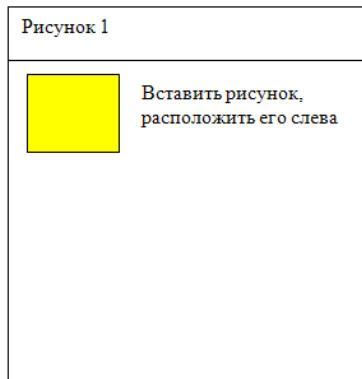 Рисунок 1
Вставить рисунок,
расположить его слева